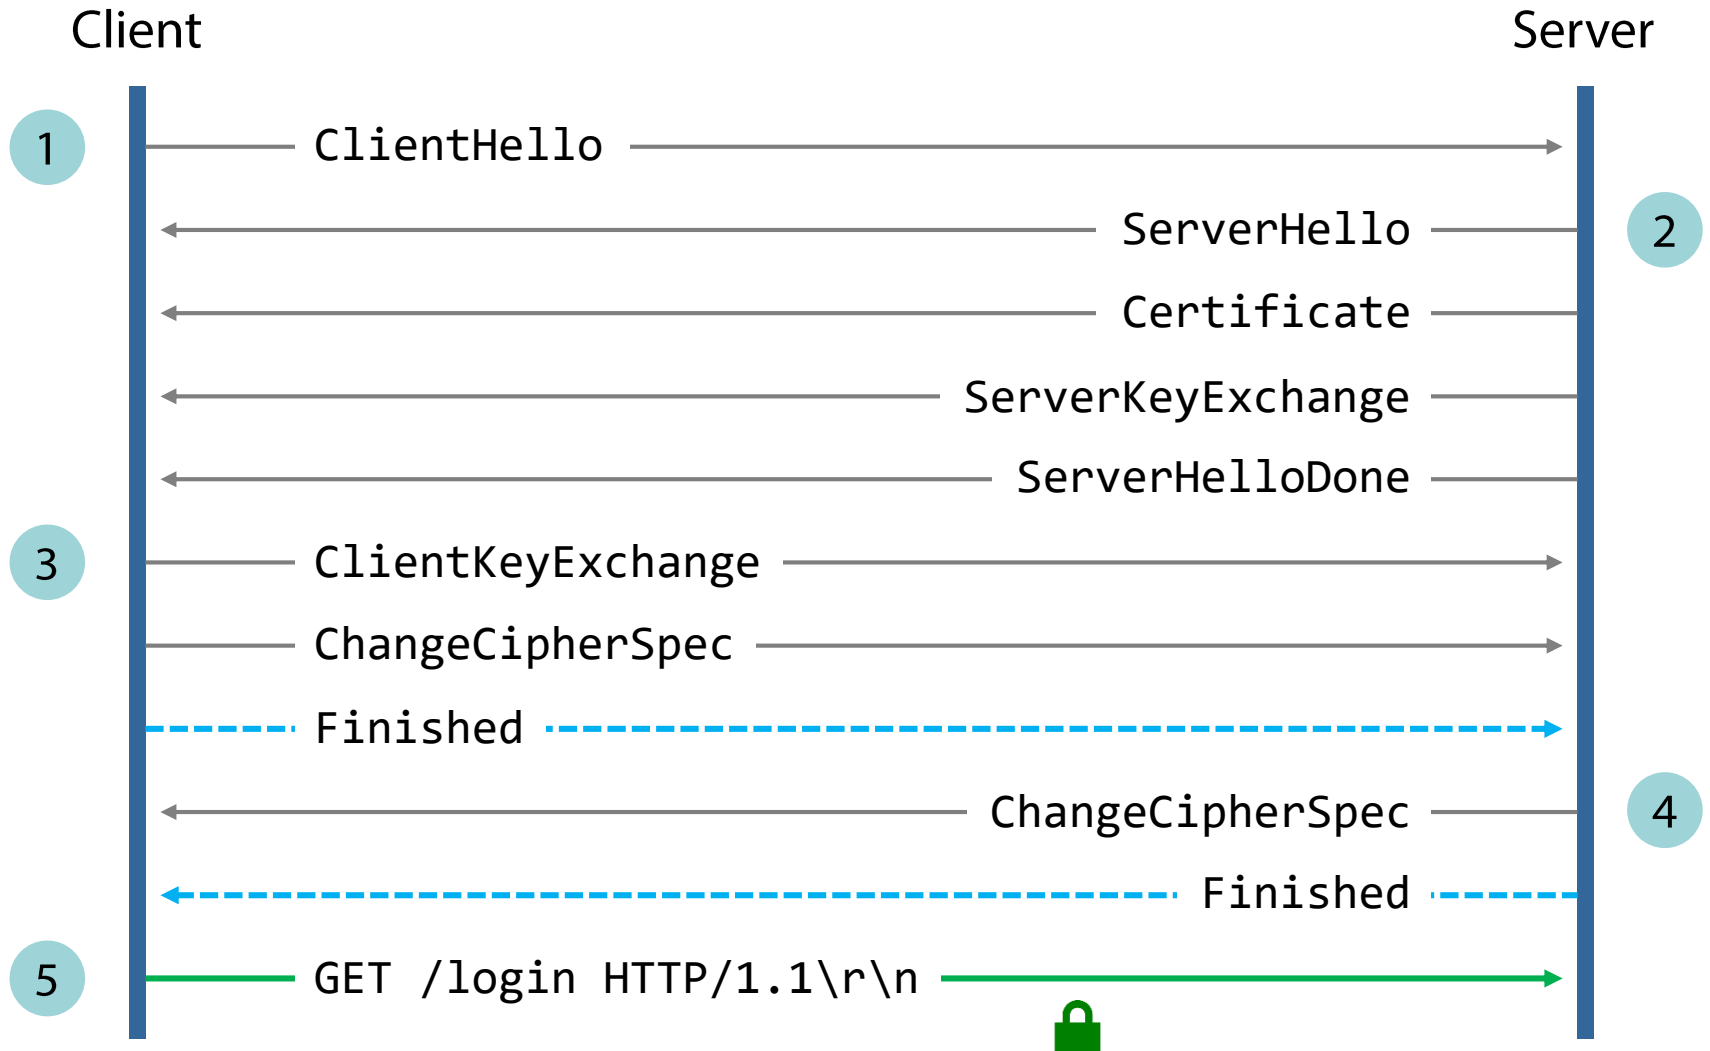 Client
Server
1
ClientHello
ServerHello
2
Certificate
ServerKeyExchange
ServerHelloDone
3
ClientKeyExchange
ChangeCipherSpec
Finished
ChangeCipherSpec
4
Finished
5
GET /login HTTP/1.1\r\n